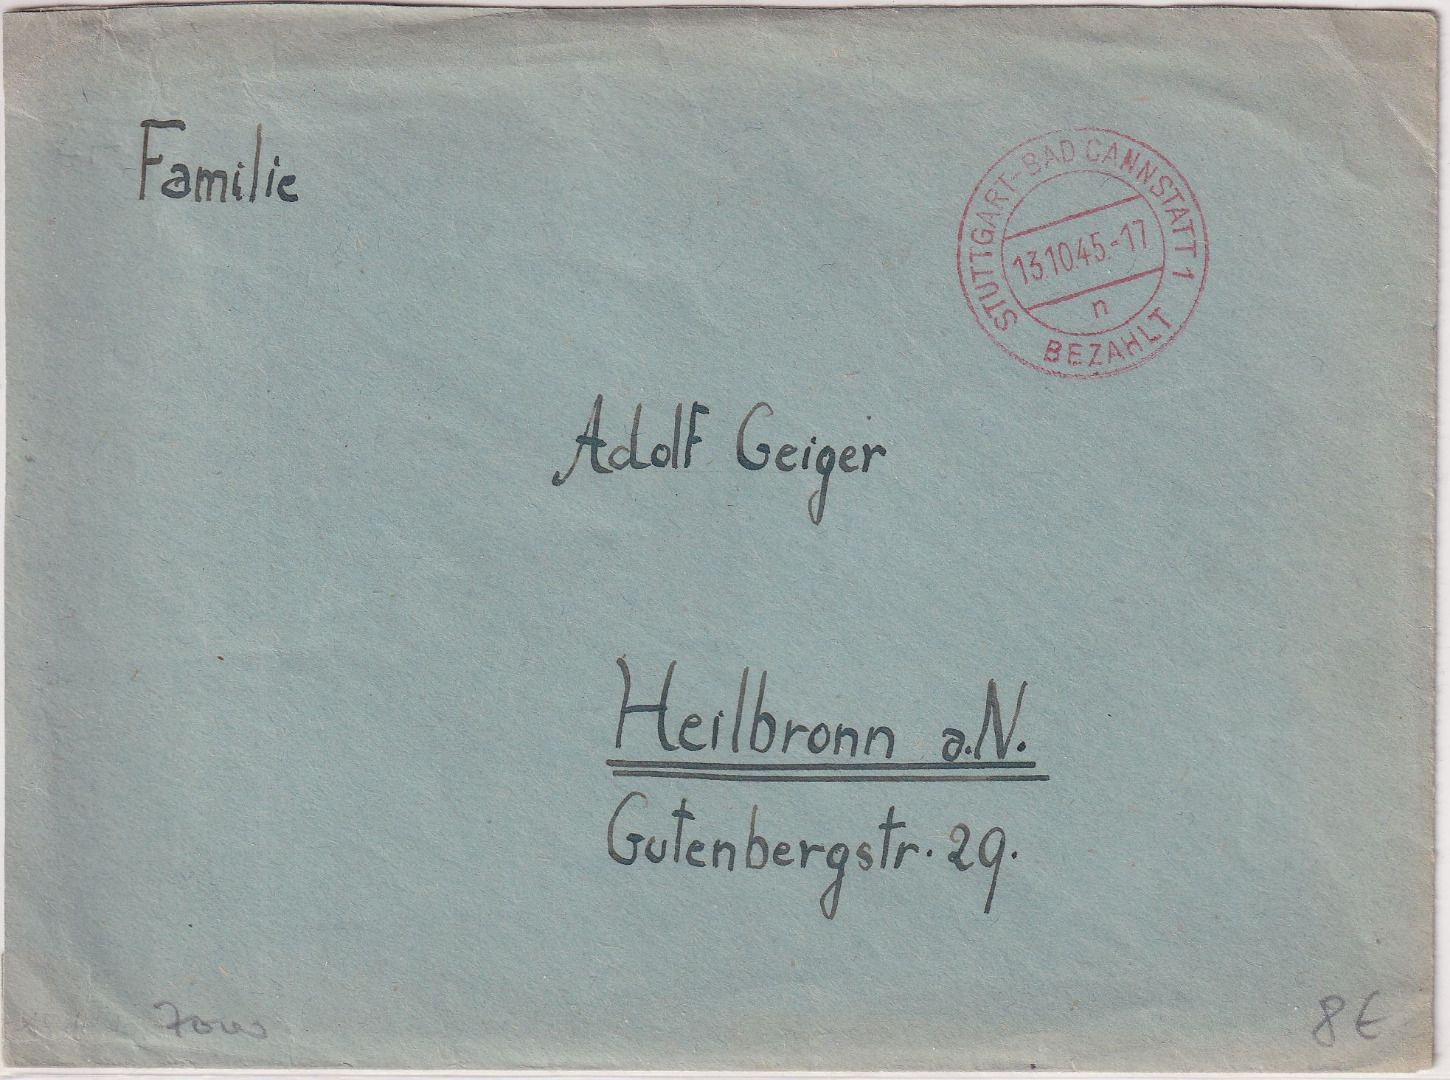 Familie
STUTTGART-BAD CANNSTATT 1
13.10.45.-17
n
BEZAHLT
Adolf Geiger
Heilbronn a.N.
Gutenbergstr. 29.
8 €